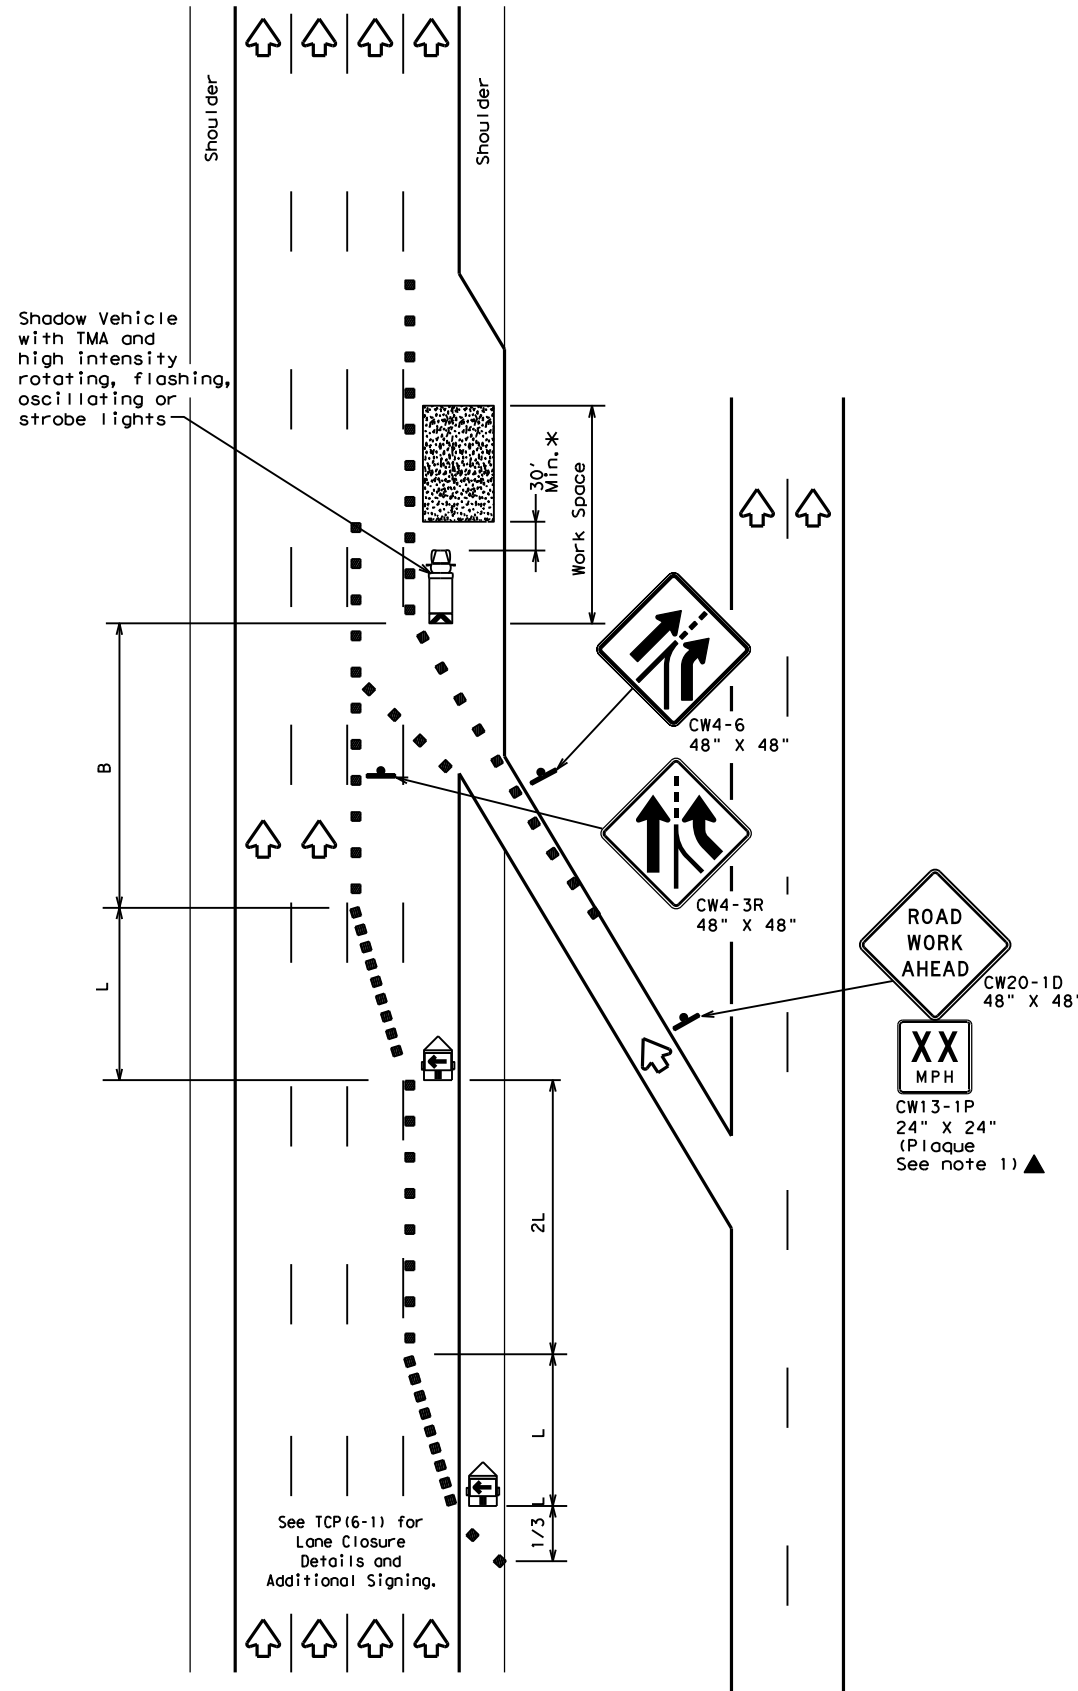 Shoulder
Shoulder
Shadow Vehicle
with TMA and
high intensity
rotating, flashing,
oscillating or
strobe lights
30'
Min.*
Work Space
CW4-6
48" X 48"
B
CW4-3R
48" X 48"
ROAD
WORK
AHEAD
CW20-1D
48" X 48"
L
XX
MPH
CW13-1P
24" X 24"
(Plaque
See note 1)▲
2L
L
1/3 L
See TCP(6-1) for
Lane Closure
Details and
Additional Signing.